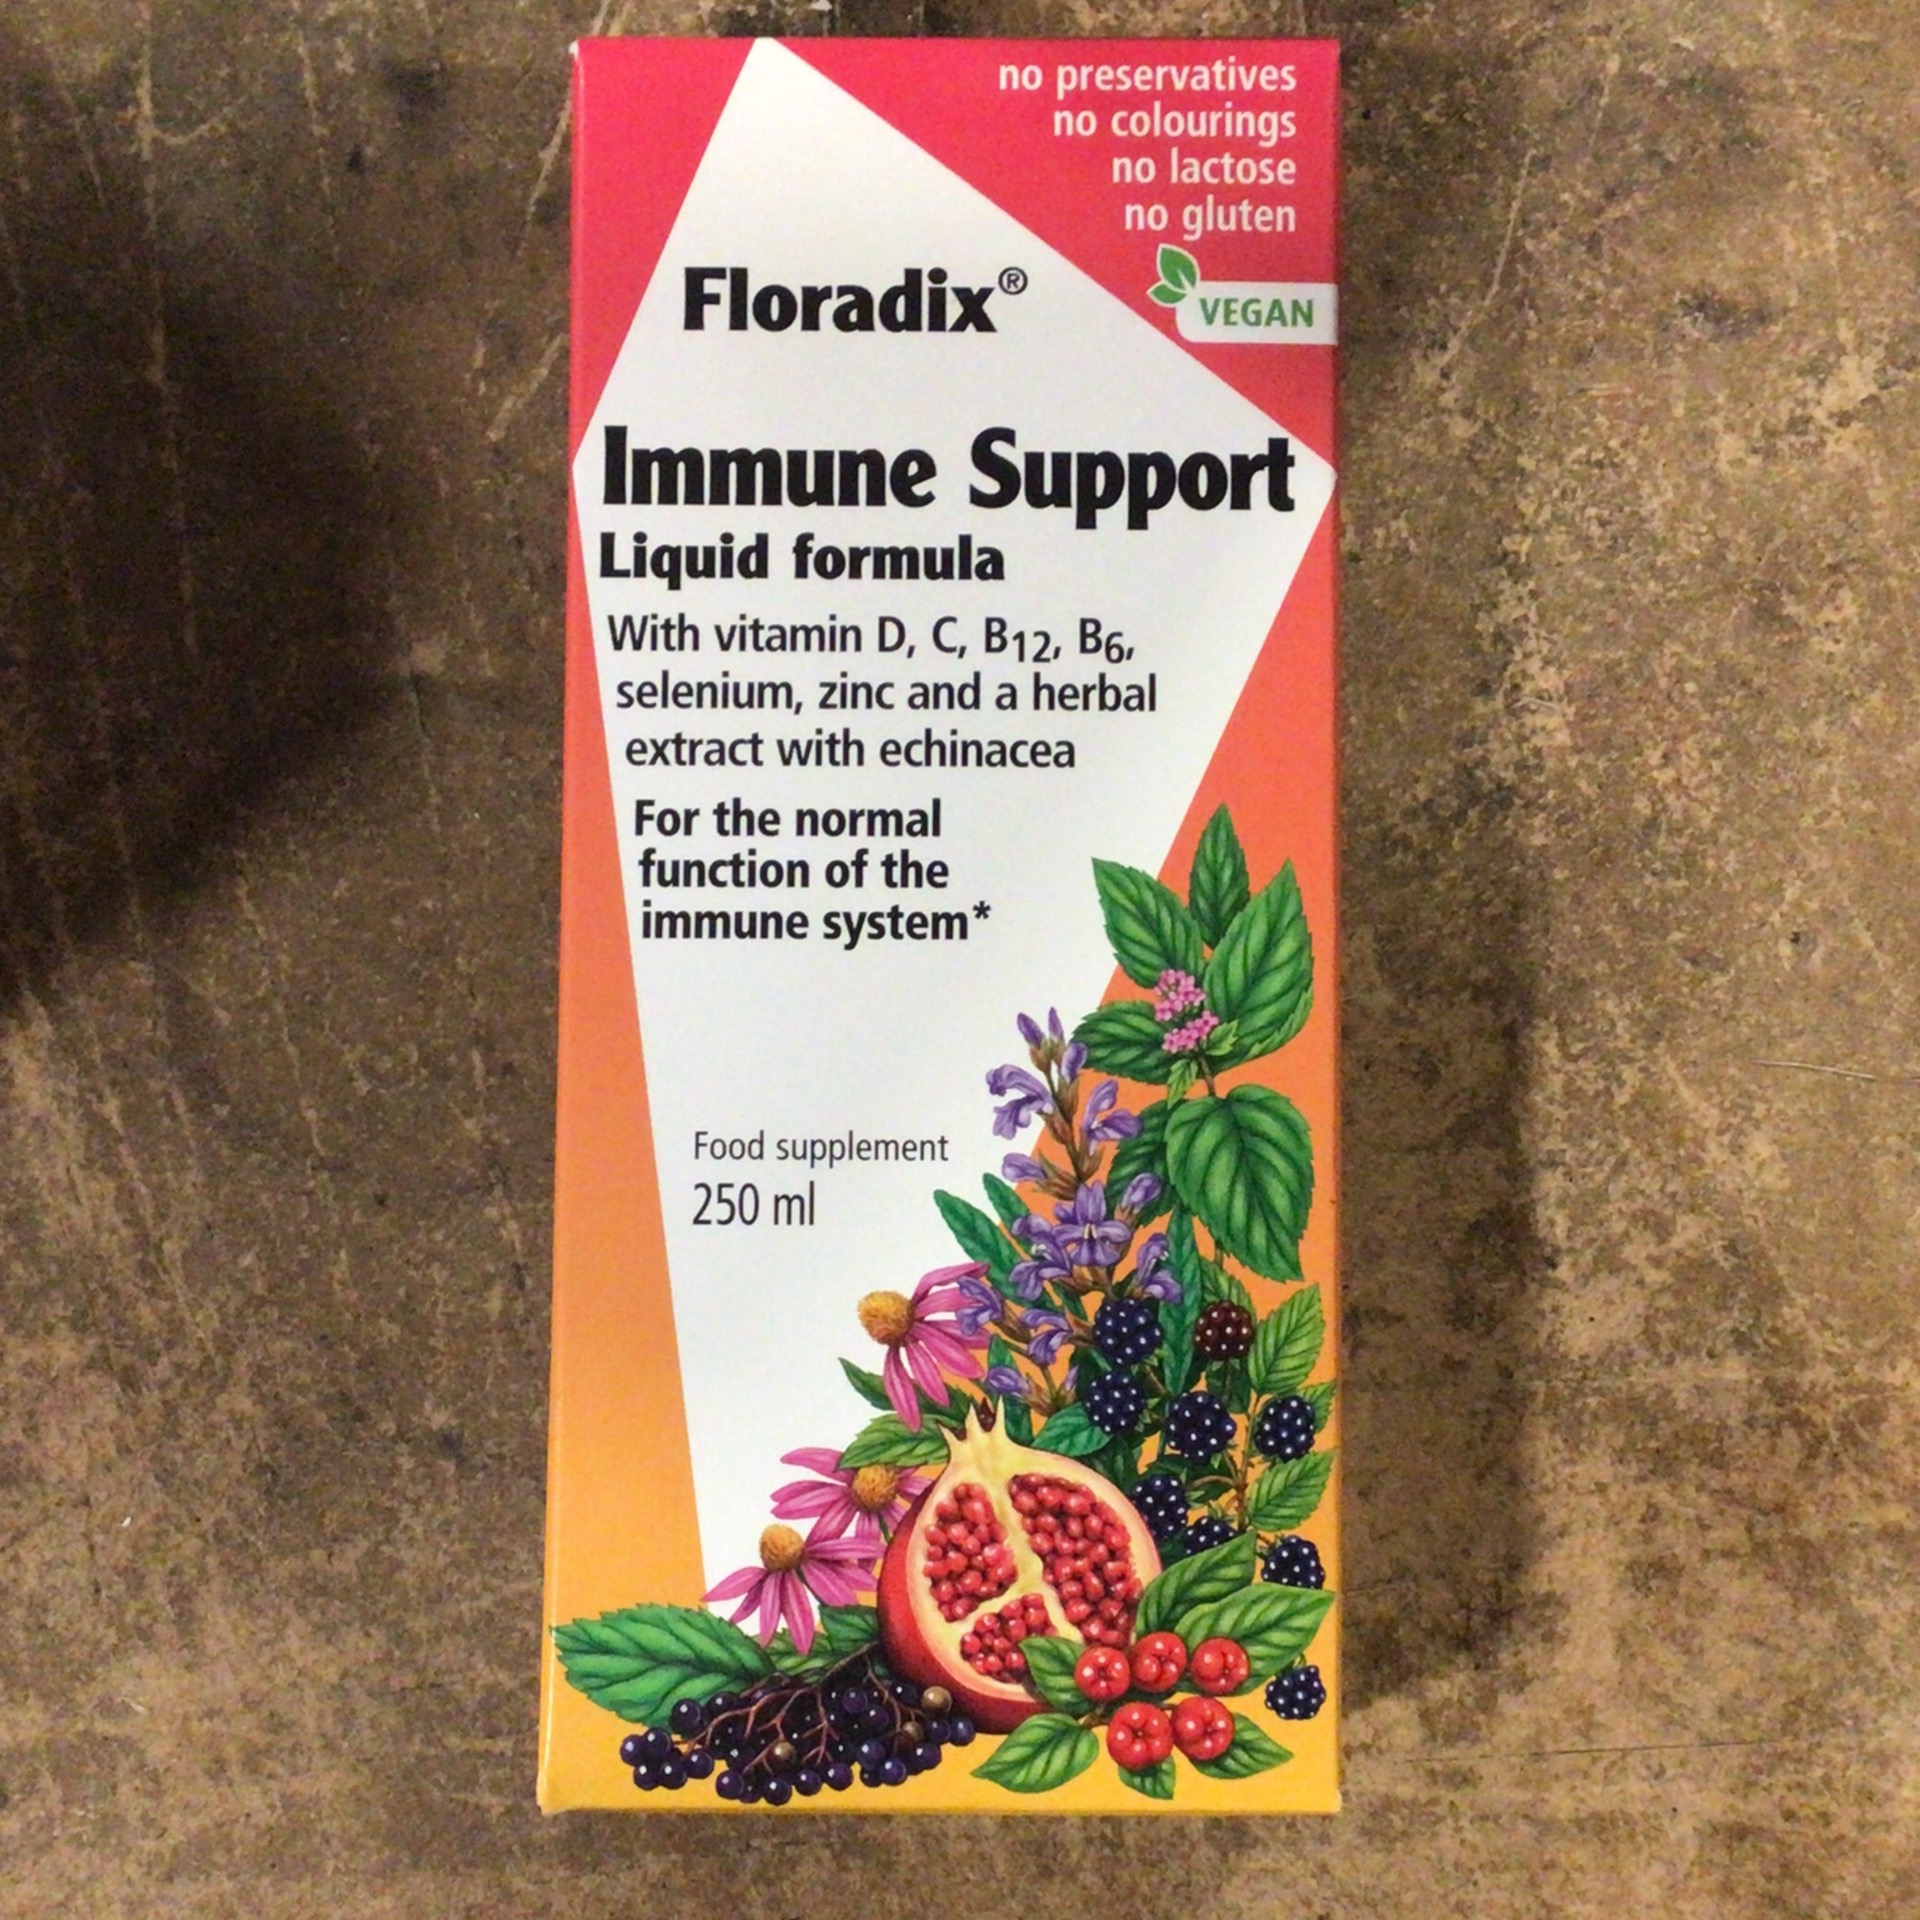 no preservatives
no colourings
no lactose
no gluten
VEGAN
Floradix®
Immune Support
Liquid formula
With vitamin D, C, B12, B6,
selenium, zinc and a herbal
extract with echinacea
For the normal
function of the
immune system*
Food supplement
250 ml